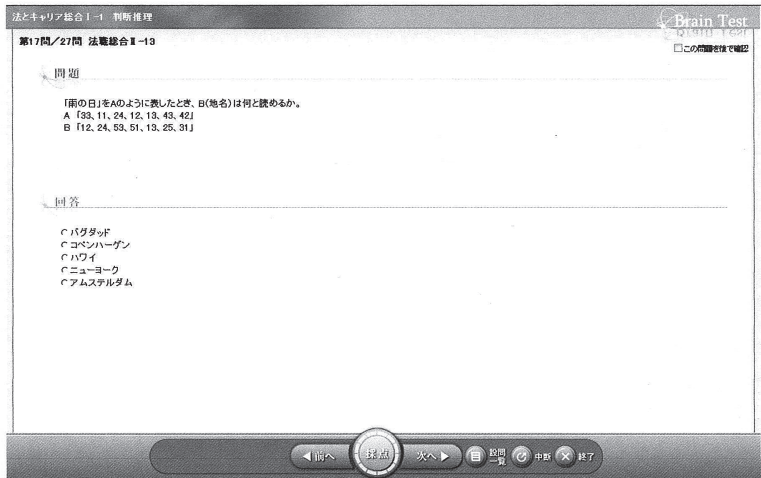 法とキャリア総合Ⅰ-1 判断推理
Brain Test
第17問/27問 法職総合Ⅱ-13
この問題を後で確認
問題
「雨の日」をAのように表したとき、B(地名)は何と読めるか。
A 「33、11、24、12、13、43、42」
B 「12、24、53、51、13、25、31」
回答
バグダッド
コペンハーゲン
ハワイ
ニューヨーク
アムステルダム
前へ
採点
次へ
設問一覧
中断
終了